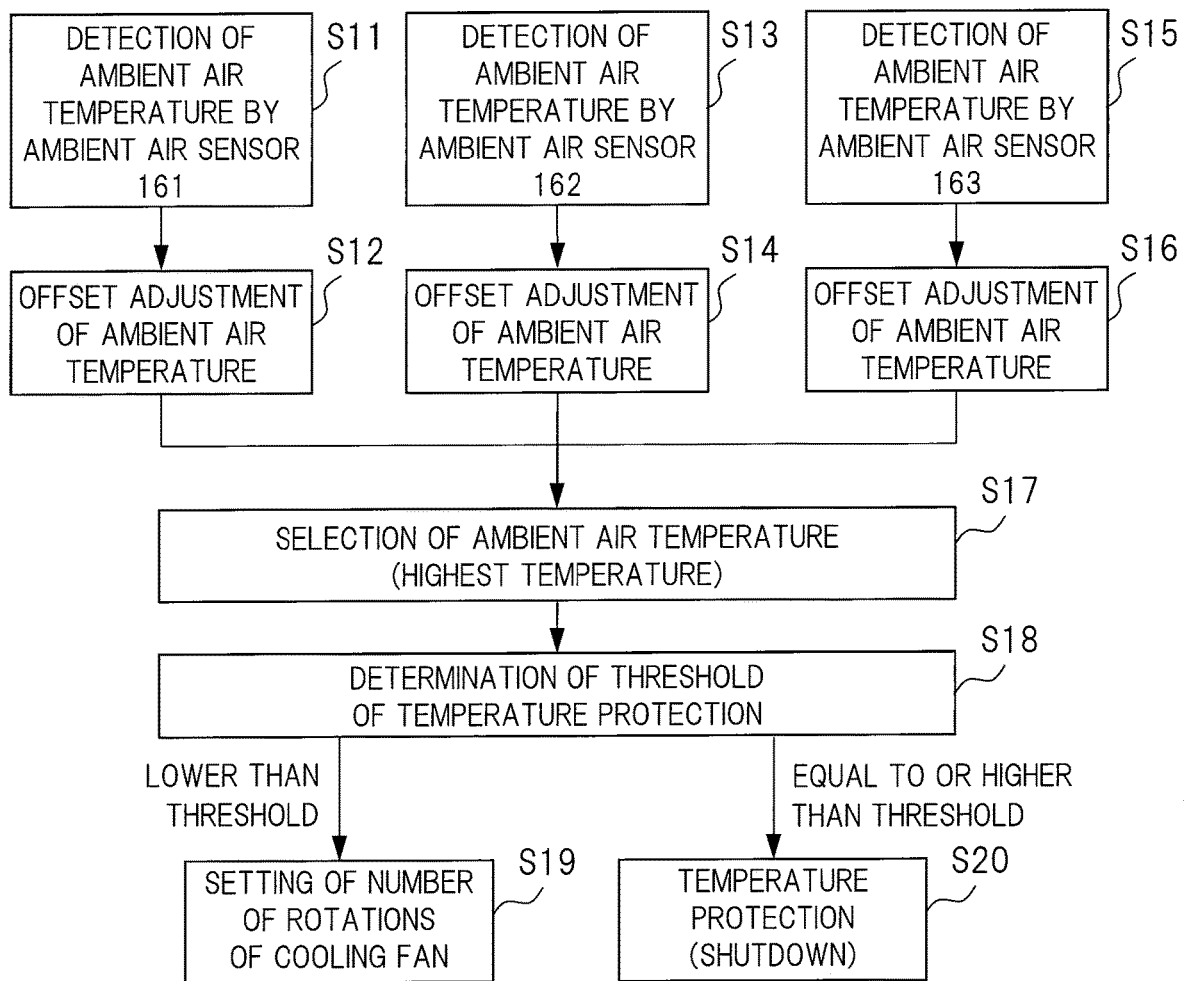 DETECTION OF
AMBIENT AIR
TEMPERATURE BY
AMBIENT AIR SENSOR
161
S11
DETECTION OF
AMBIENT AIR
TEMPERATURE BY
AMBIENT AIR SENSOR
162
S13
DETECTION OF
AMBIENT AIR
TEMPERATURE BY
AMBIENT AIR SENSOR
163
S15
OFFSET ADJUSTMENT
OF AMBIENT AIR
TEMPERATURE
S12
OFFSET ADJUSTMENT
OF AMBIENT AIR
TEMPERATURE
S14
OFFSET ADJUSTMENT
OF AMBIENT AIR
TEMPERATURE
S16
SELECTION OF AMBIENT AIR TEMPERATURE
(HIGHEST TEMPERATURE)
S17
DETERMINATION OF THRESHOLD
OF TEMPERATURE PROTECTION
S18
LOWER THAN
THRESHOLD
EQUAL TO OR HIGHER
THAN THRESHOLD
SETTING OF NUMBER
OF ROTATIONS
OF COOLING FAN
S19
TEMPERATURE
PROTECTION
(SHUTDOWN)
S20